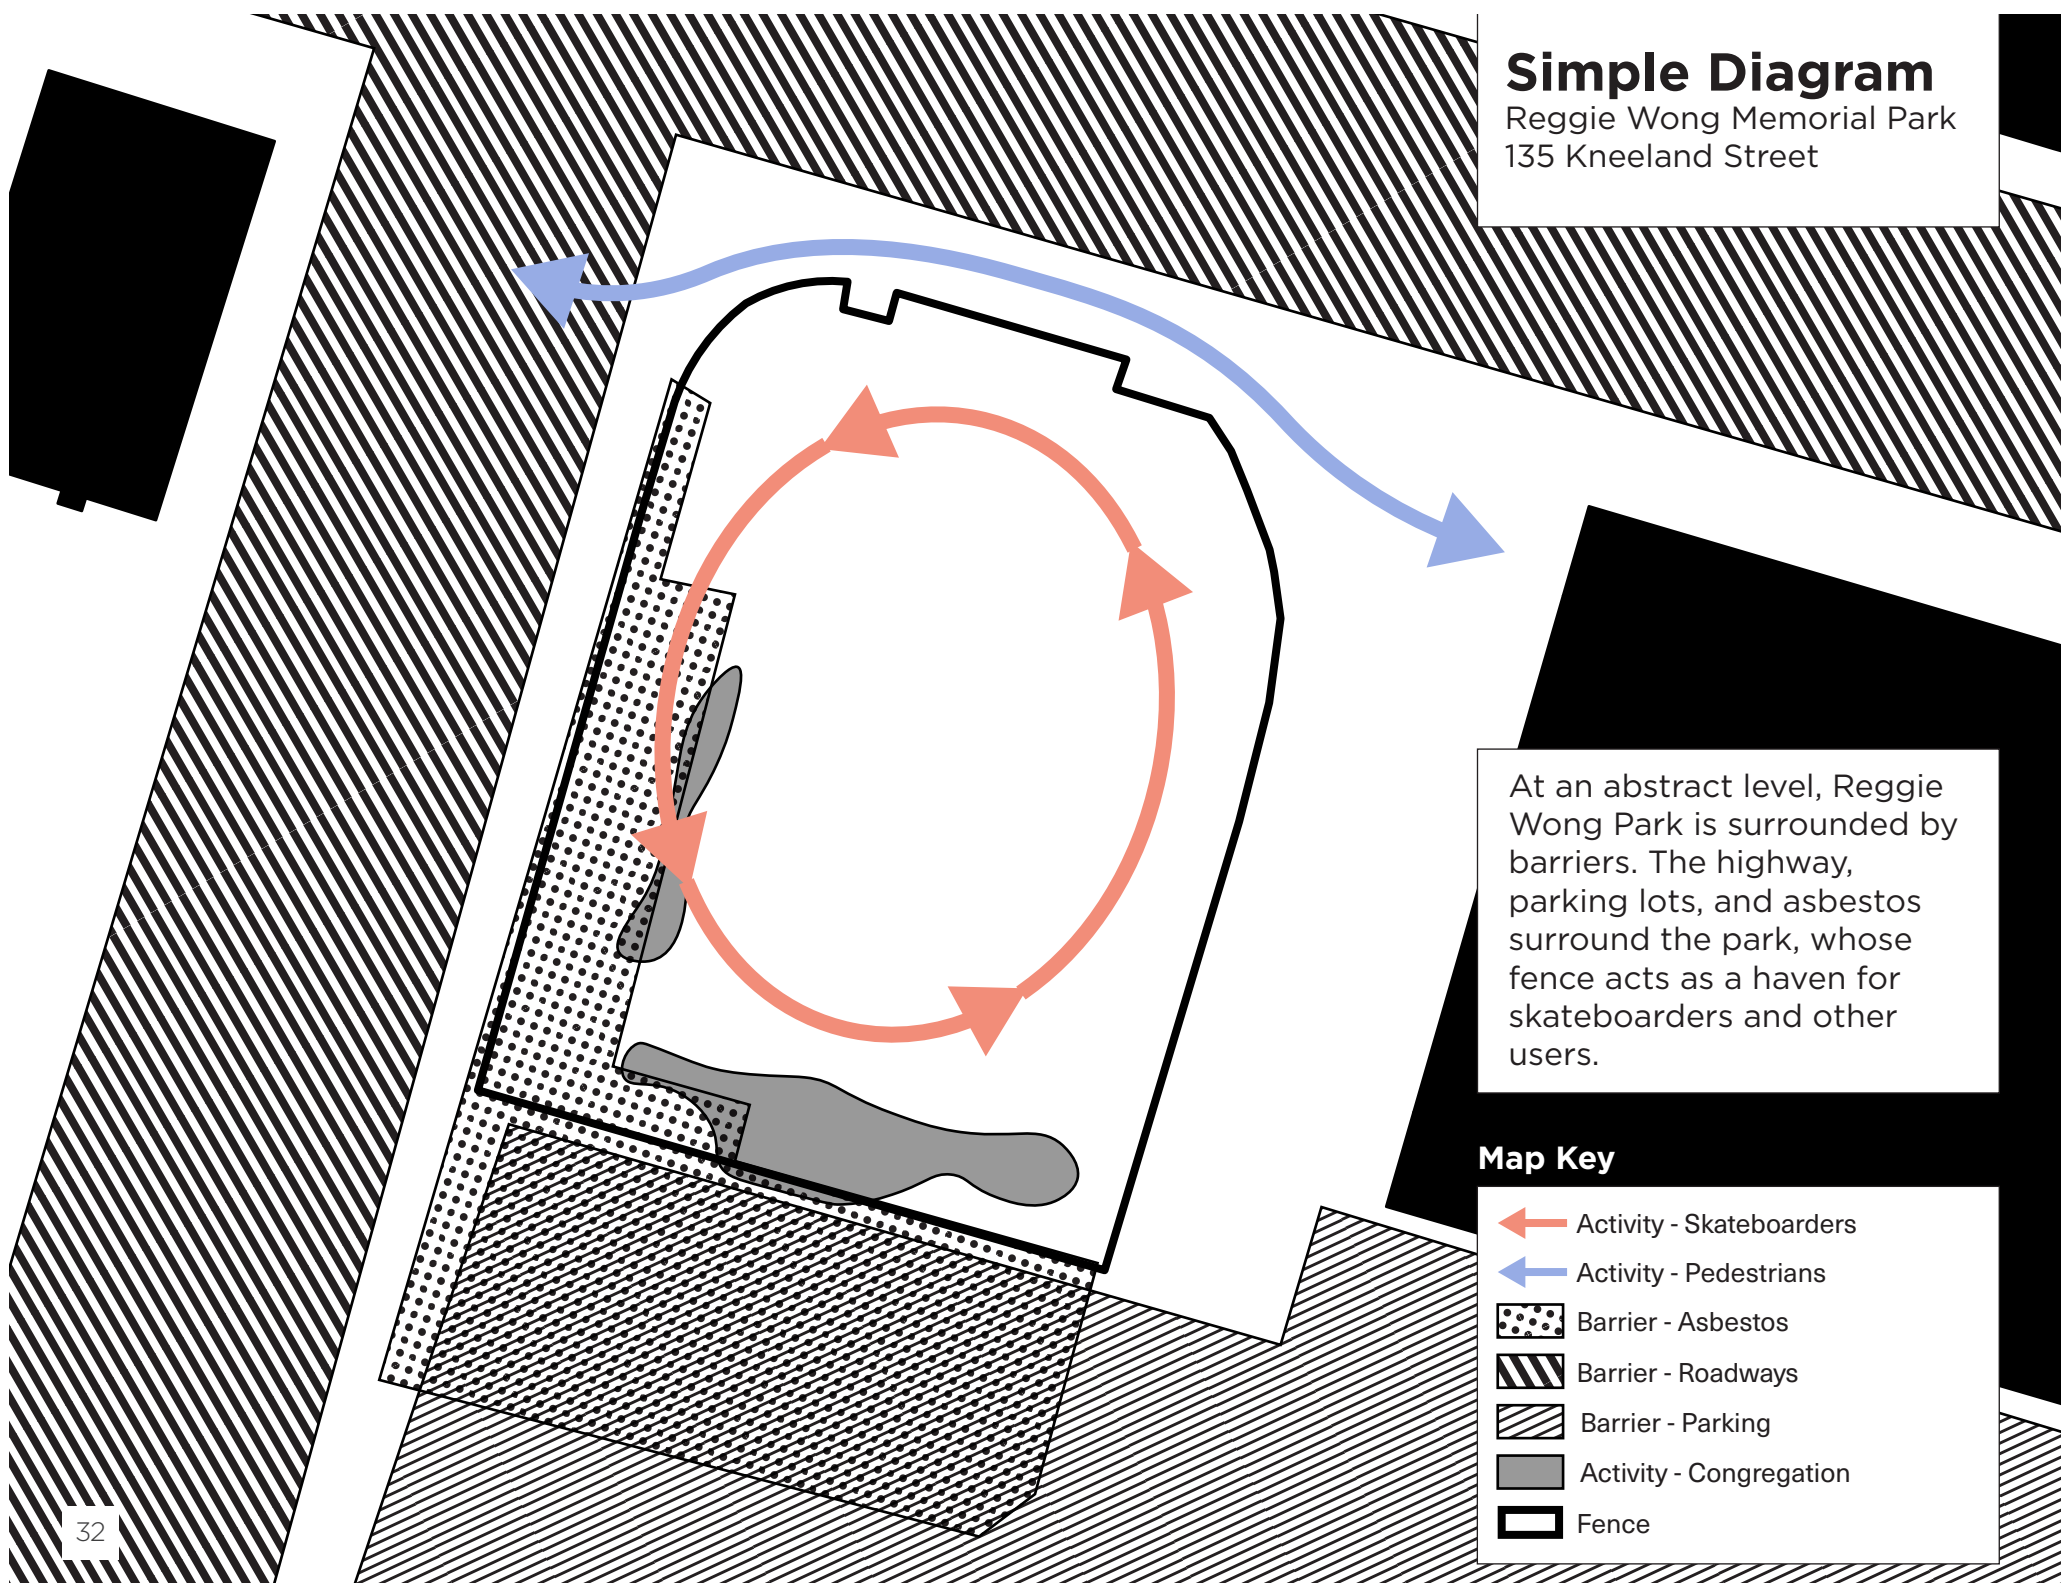 Simple Diagram
Reggie Wong Memorial Park
135 Kneeland Street
At an abstract level, Reggie
Wong Park is surrounded by
barriers. The highway,
parking lots, and asbestos
surround the park, whose
fence acts as a haven for
skateboarders and other
users.
Map Key
Activity - Skateboarders
Activity - Pedestrians
Barrier - Asbestos
Barrier - Roadways
Barrier - Parking
Activity - Congregation
Fence
32